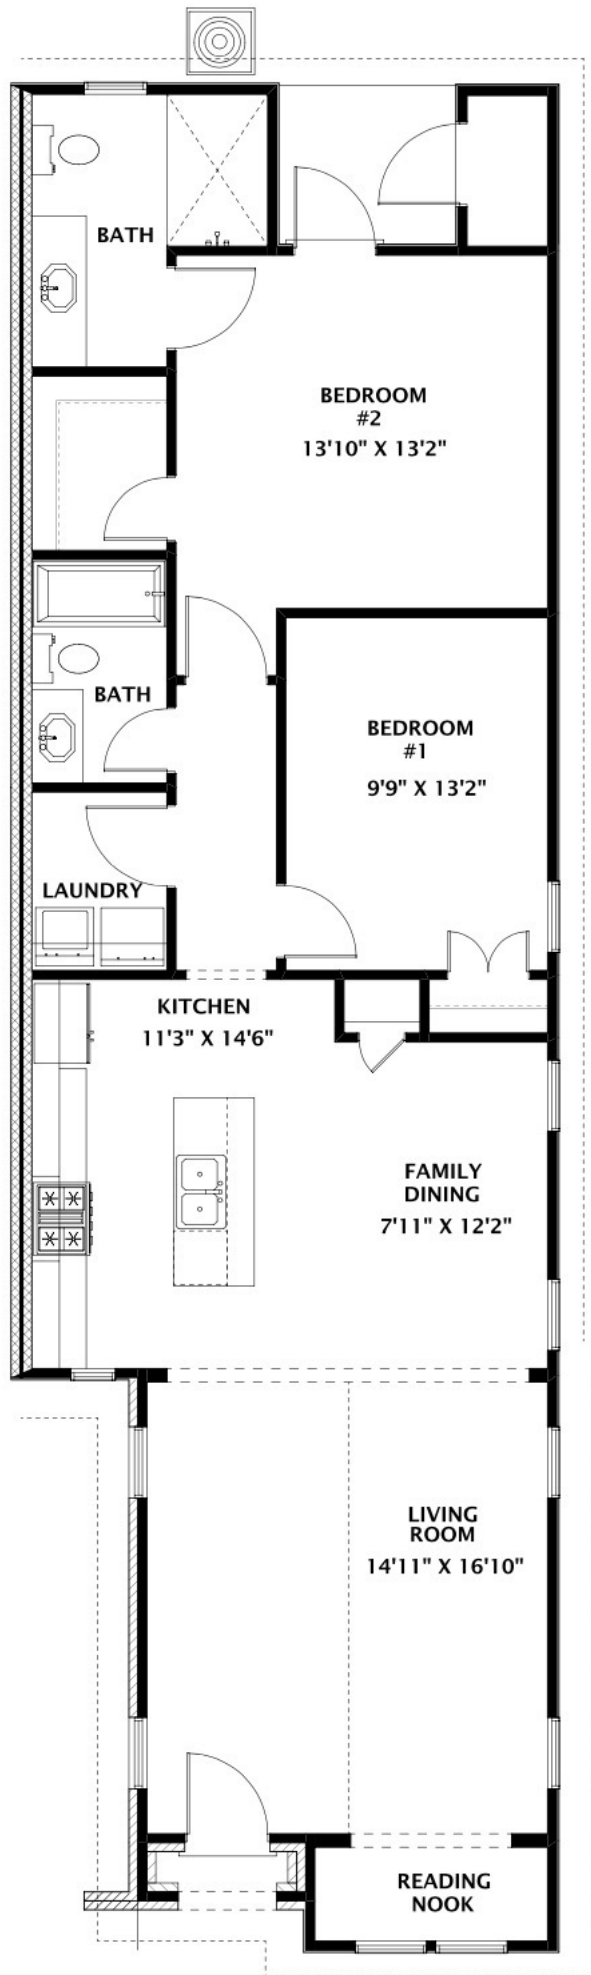 BATH
BEDROOM
#2
13'10" X 13'2"
BATH
BEDROOM
#1
9'9" X 13'2"
LAUNDRY
KITCHEN
11'3" X 14'6"
FAMILY
DINING
7'11" X 12'2"
LIVING
ROOM
14'11" X 16'10"
READING
NOOK